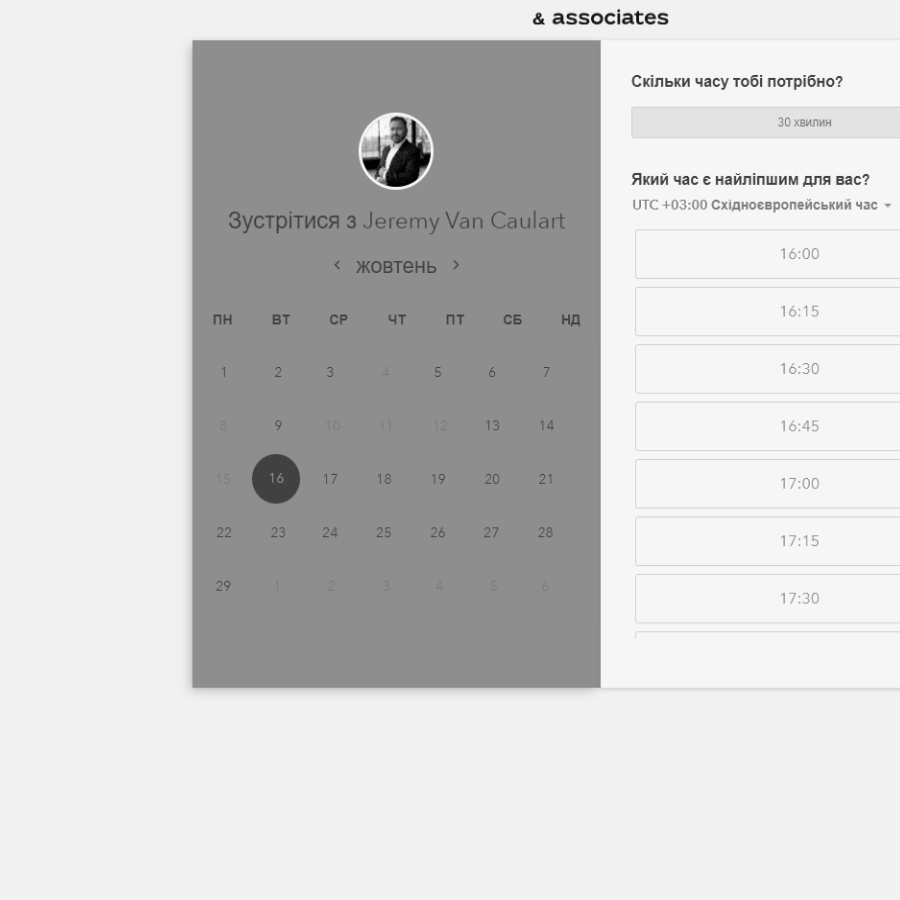 & associates
Зустрітися з Jeremy Van Caulart
жовтень
ПН ВТ СР ЧТ ПТ СБ НД
1 2 3 4 5 6 7
8 9 10 11 12 13 14
15 16 17 18 19 20 21
22 23 24 25 26 27 28
29 1 2 3 4 5 6
Скільки часу тобі потрібно?
30 хвилин
Який час є найліпшим для вас?
UTC +03:00 Східноєвропейський час
16:00
16:15
16:30
16:45
17:00
17:15
17:30